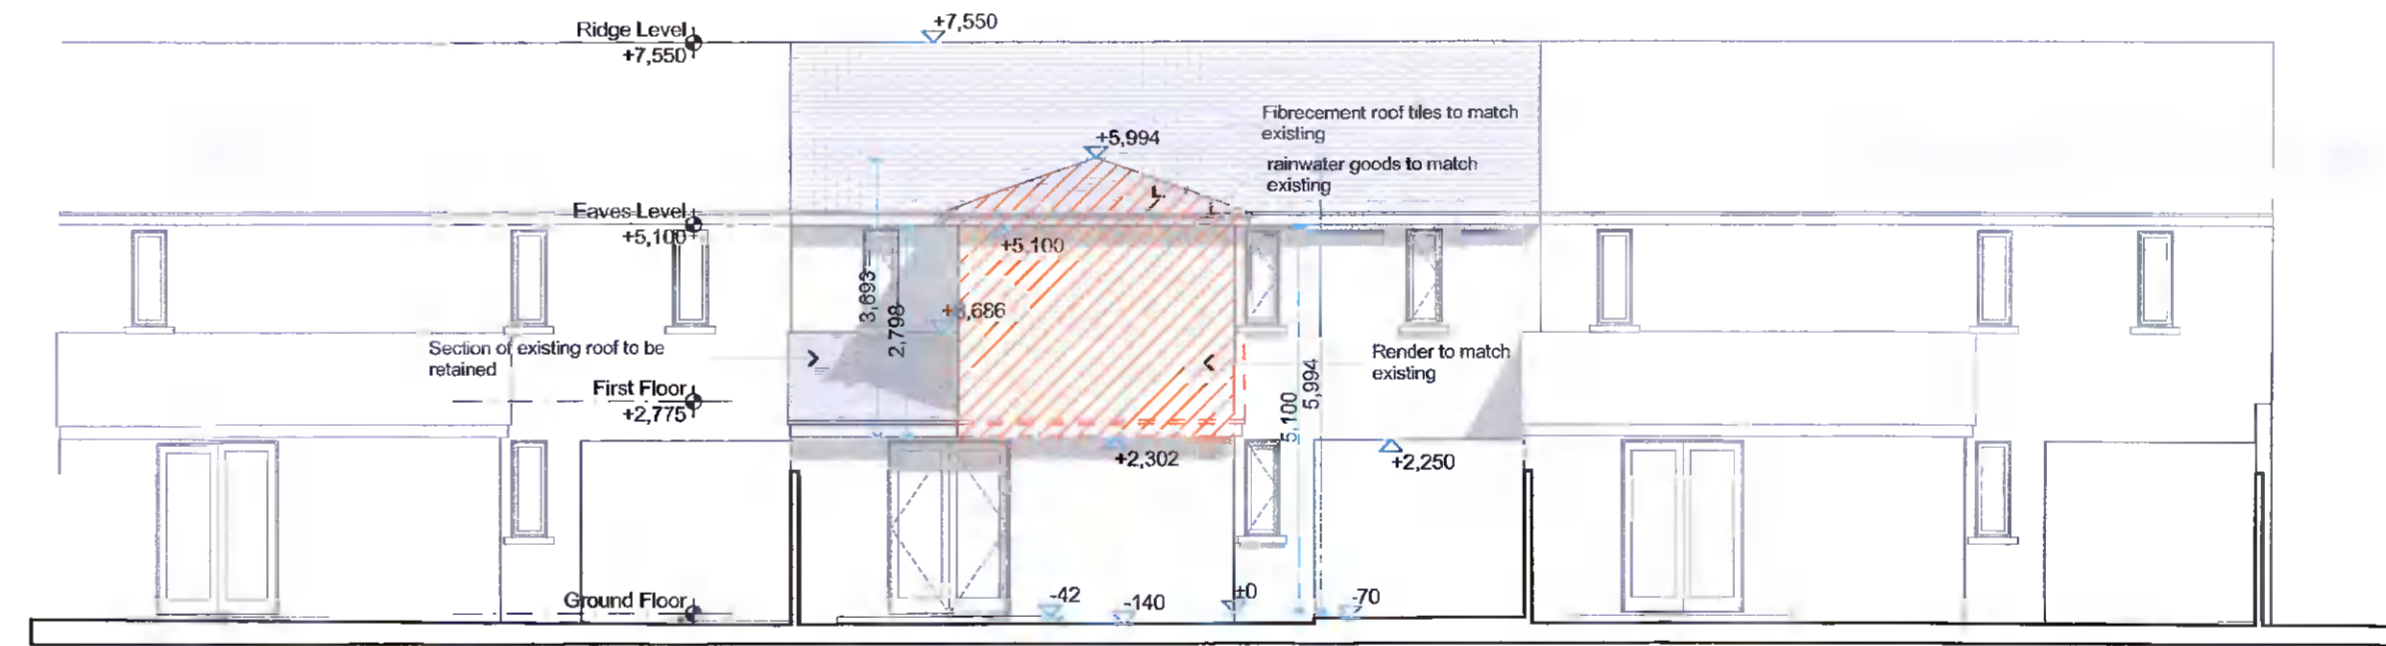 +7,550
Ridge Level
+7,550
Fibrecement roof tiles to match
existing
+5,994
rainwater goods to match
existing
Eaves Level
+5,100
+5.100
3,693
2,798
Section of existing roof to be
retained
Render to match
existing
First Floor
+2,775
5,100
5,994
+2,302
+2,250
Ground Floor
-42
-140
±0
-70